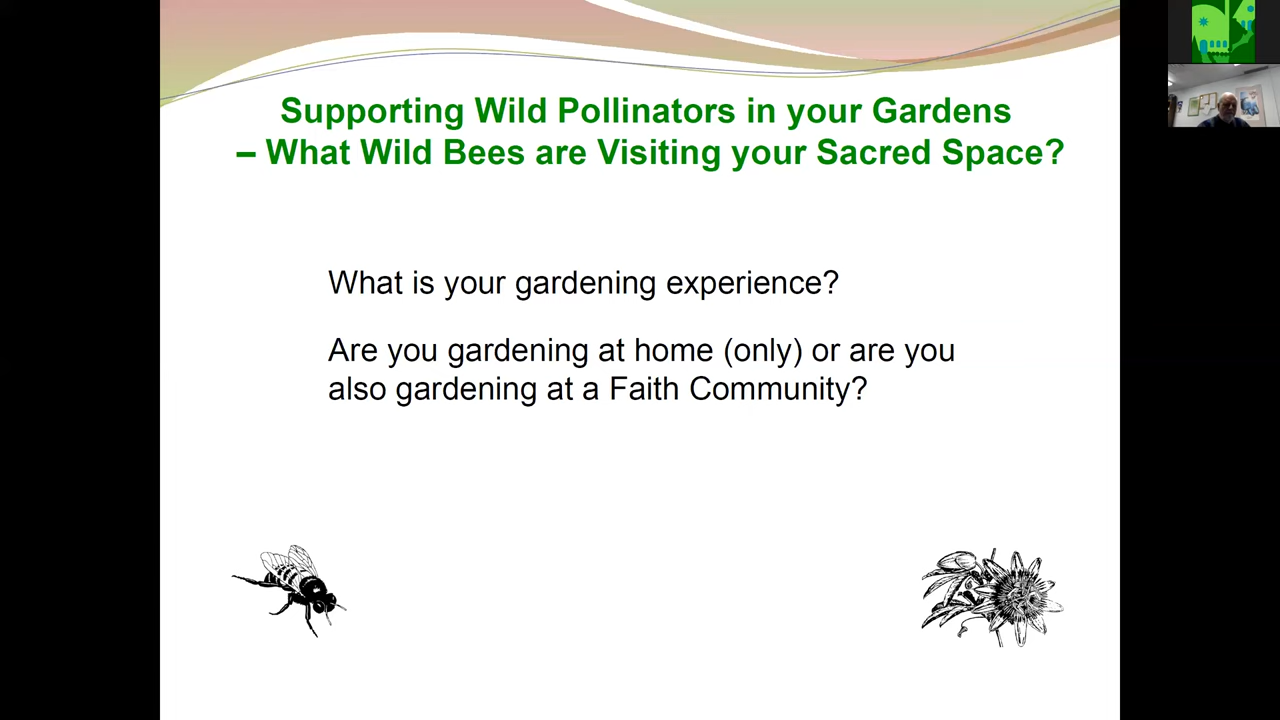 Supporting Wild Pollinators in your Gardens
– What Wild Bees are Visiting your Sacred Space?
What is your gardening experience?
Are you gardening at home (only) or are you
also gardening at a Faith Community?